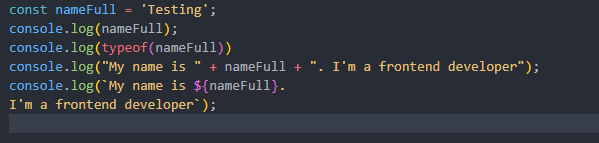 const nameFull = 'Testing';
console.log(nameFull);
console.log(typeof(nameFull))
console.log("My name is " + nameFull + ". I'm a frontend developer");
console.log(`My name is ${nameFull}.
I'm a frontend developer`);